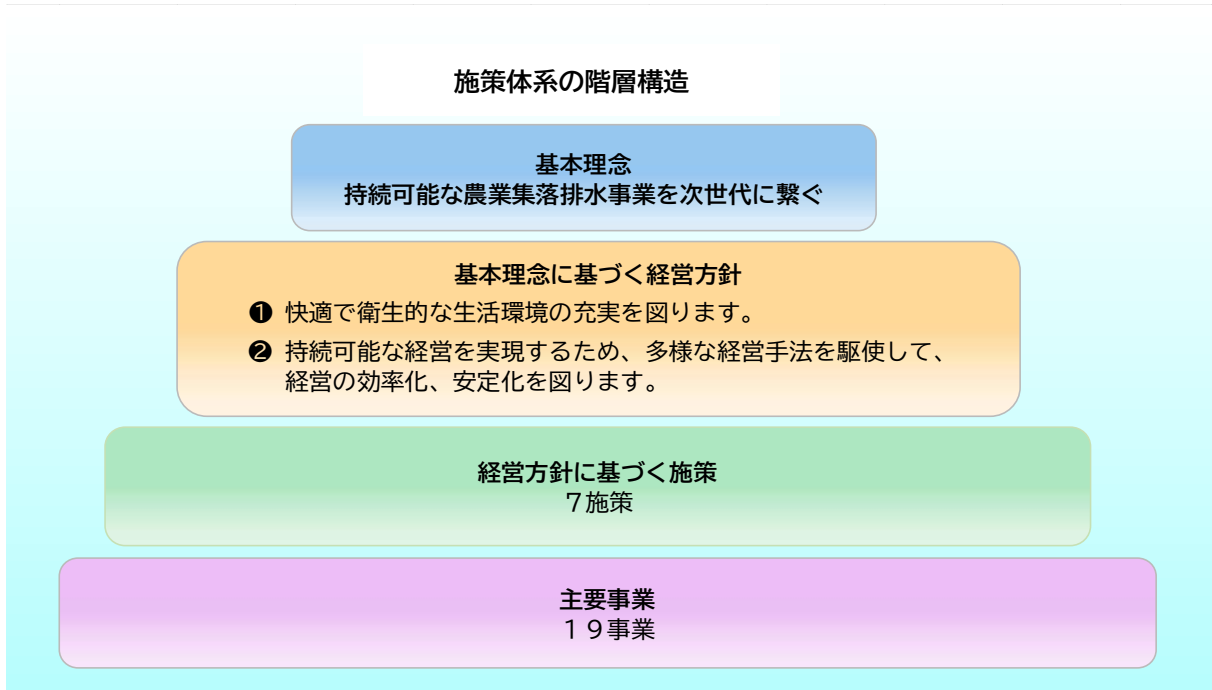 施策体系の階層構造
基本理念
持続可能な農業集落排水事業を次世代に繋ぐ
基本理念に基づく経営方針
❶ 快適で衛生的な生活環境の充実を図ります。
❷ 持続可能な経営を実現するため、多様な経営手法を駆使して、
経営の効率化、安定化を図ります。
経営方針に基づく施策
７施策
主要事業
１９事業